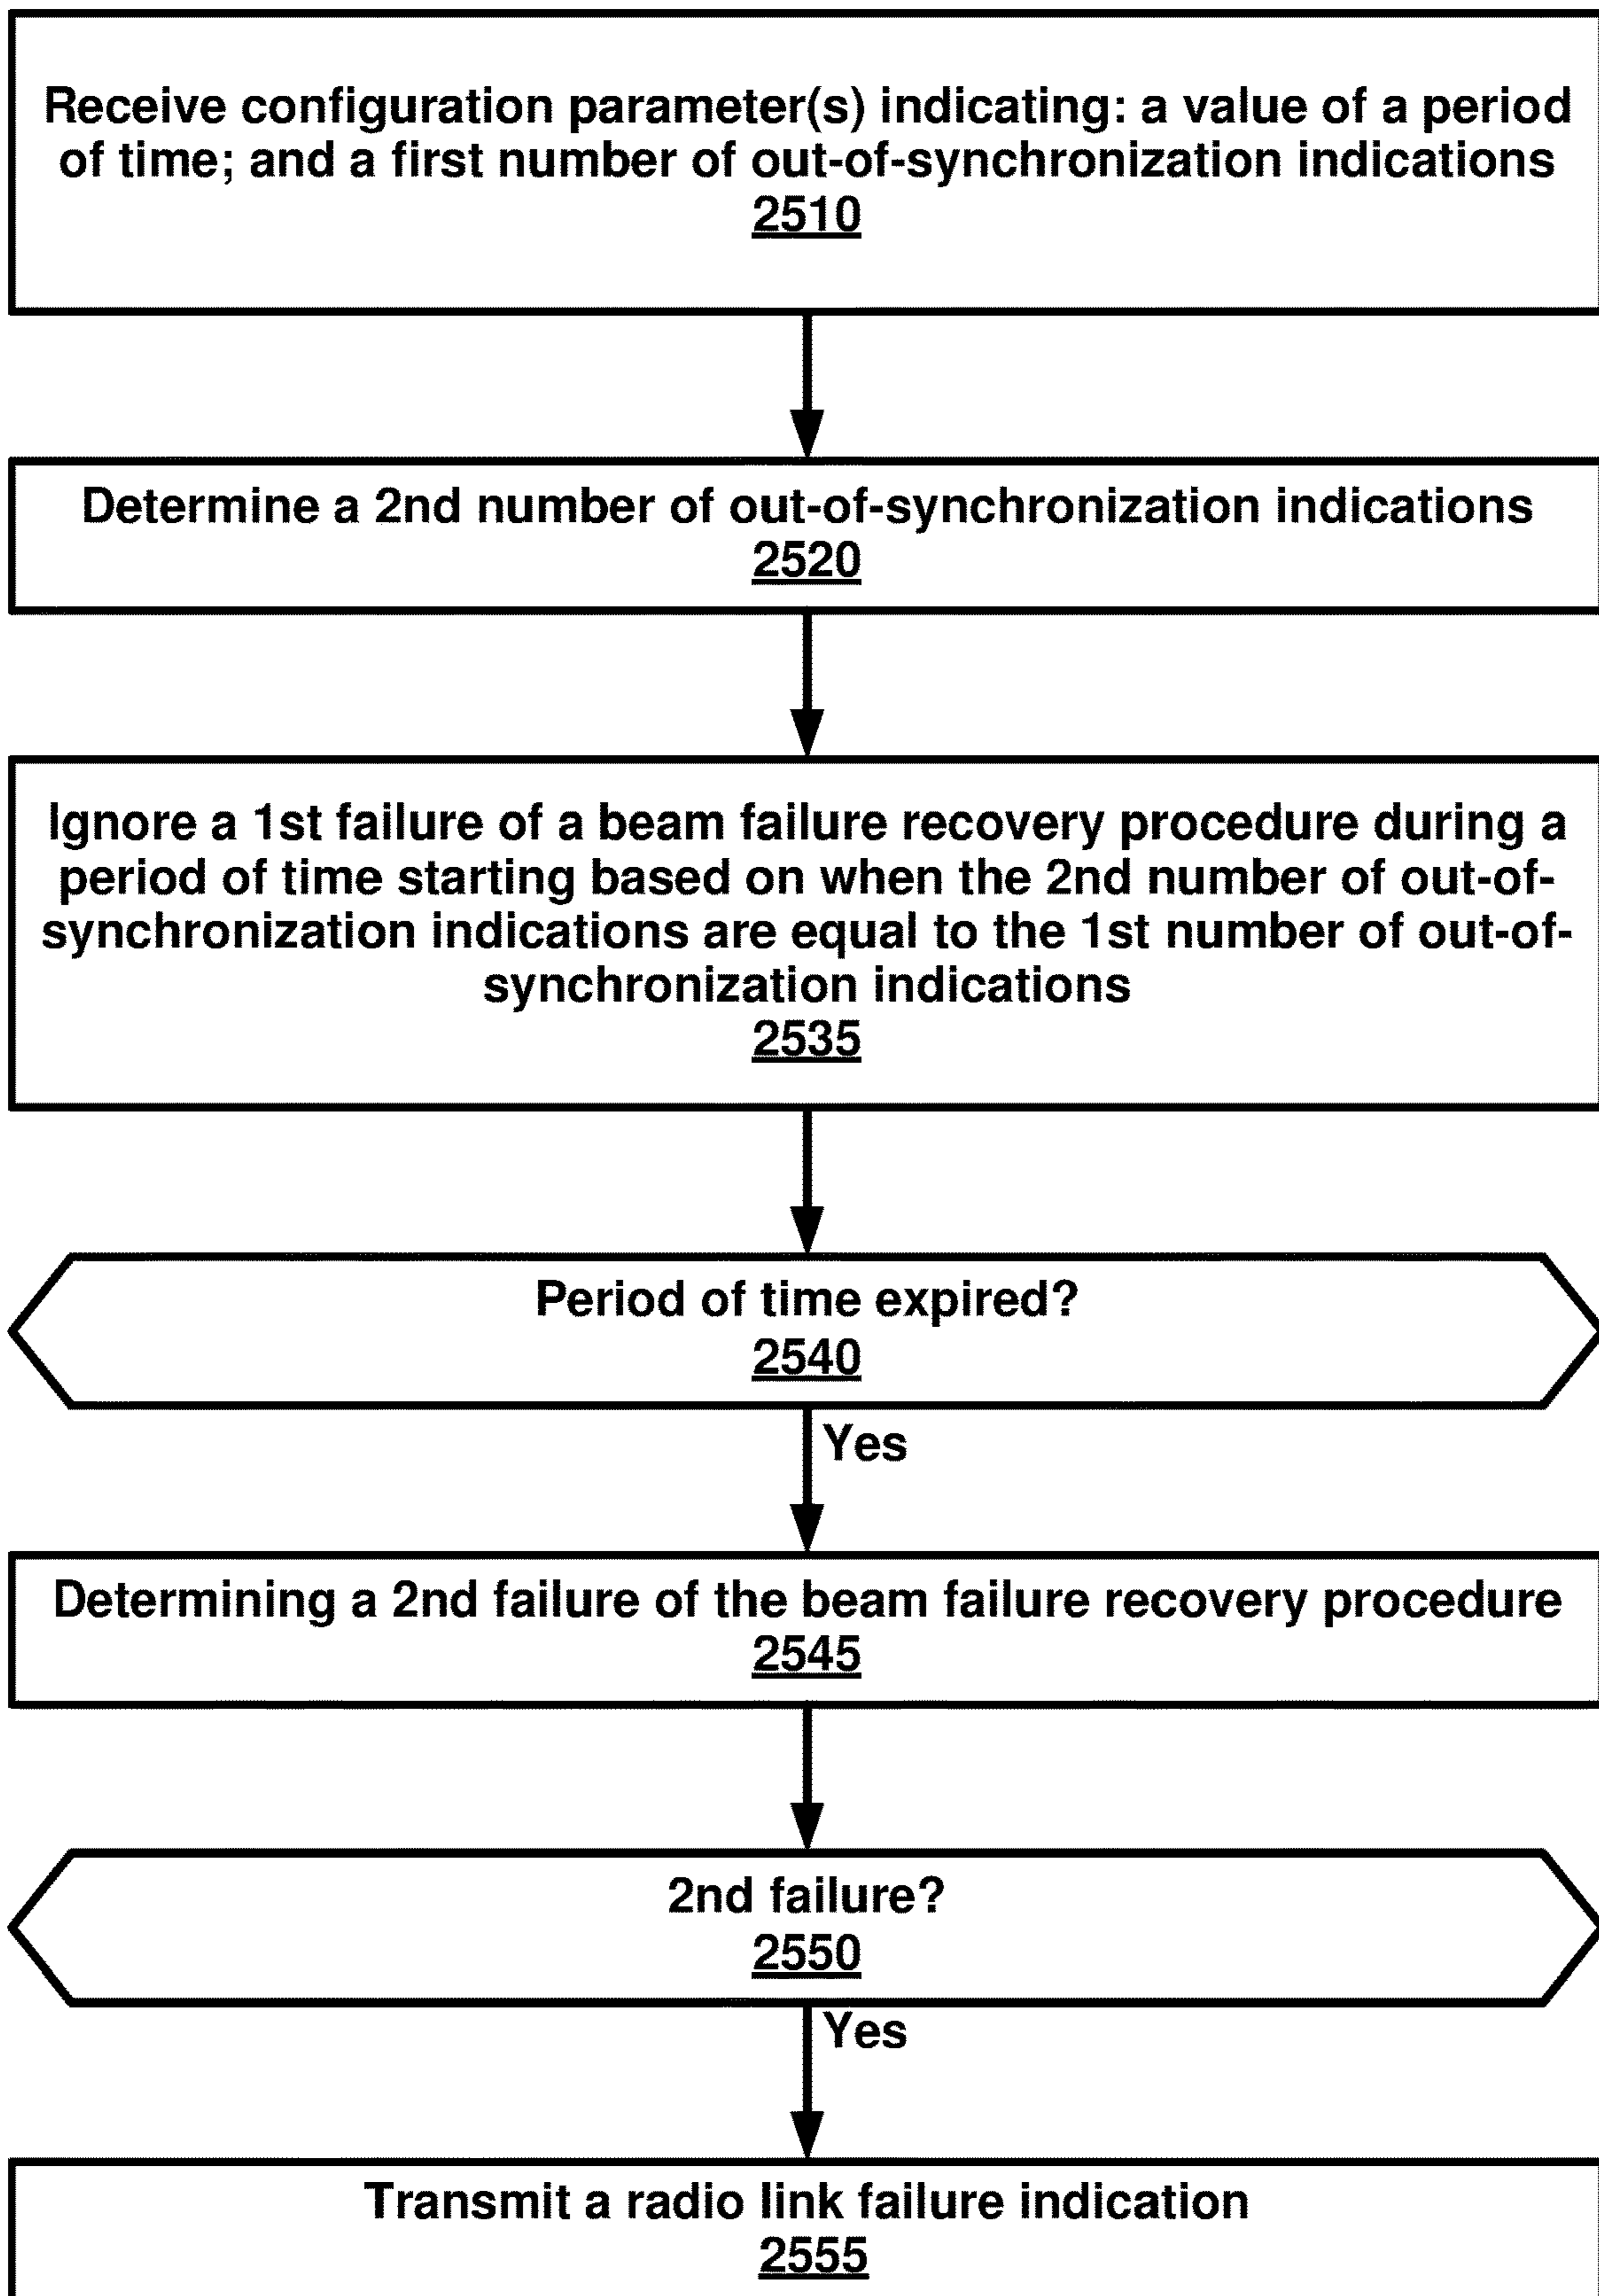 Receive configuration parameter(s) indicating: a value of a period
of time; and a first number of out-of-synchronization indications
2510
Determine a 2nd number of out-of-synchronization indications
2520
Ignore a 1st failure of a beam failure recovery procedure during a
period of time starting based on when the 2nd number of out-of-
synchronization indications are equal to the 1st number of out-of-
synchronization indications
2535
Period of time expired?
2540
Yes
Determining a 2nd failure of the beam failure recovery procedure
2545
2nd failure?
2550
Yes
Transmit a radio link failure indication
2555